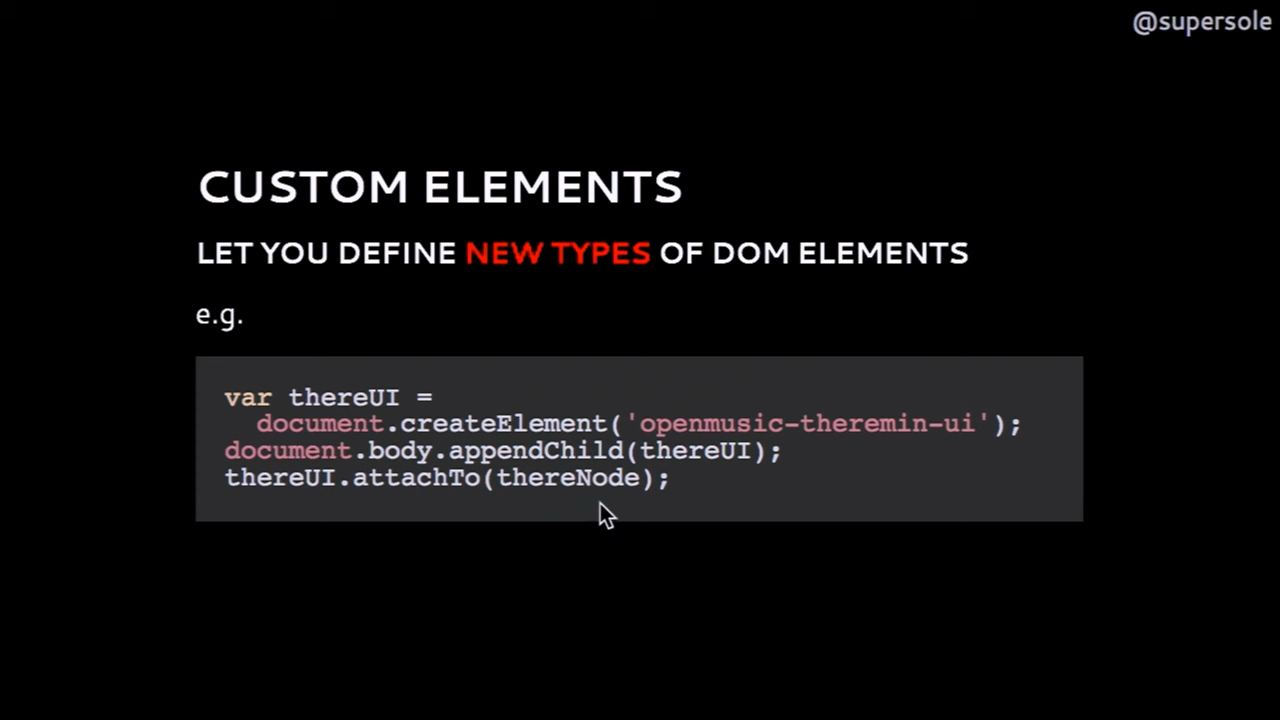 @supersole
CUSTOM ELEMENTS
LET YOU DEFINE NEW TYPES OF DOM ELEMENTS
e.g.
var thereUI =
  document.createElement('openmusic-theremin-ui');
document.body.appendChild(thereUI);
thereUI.attachTo(thereNode);